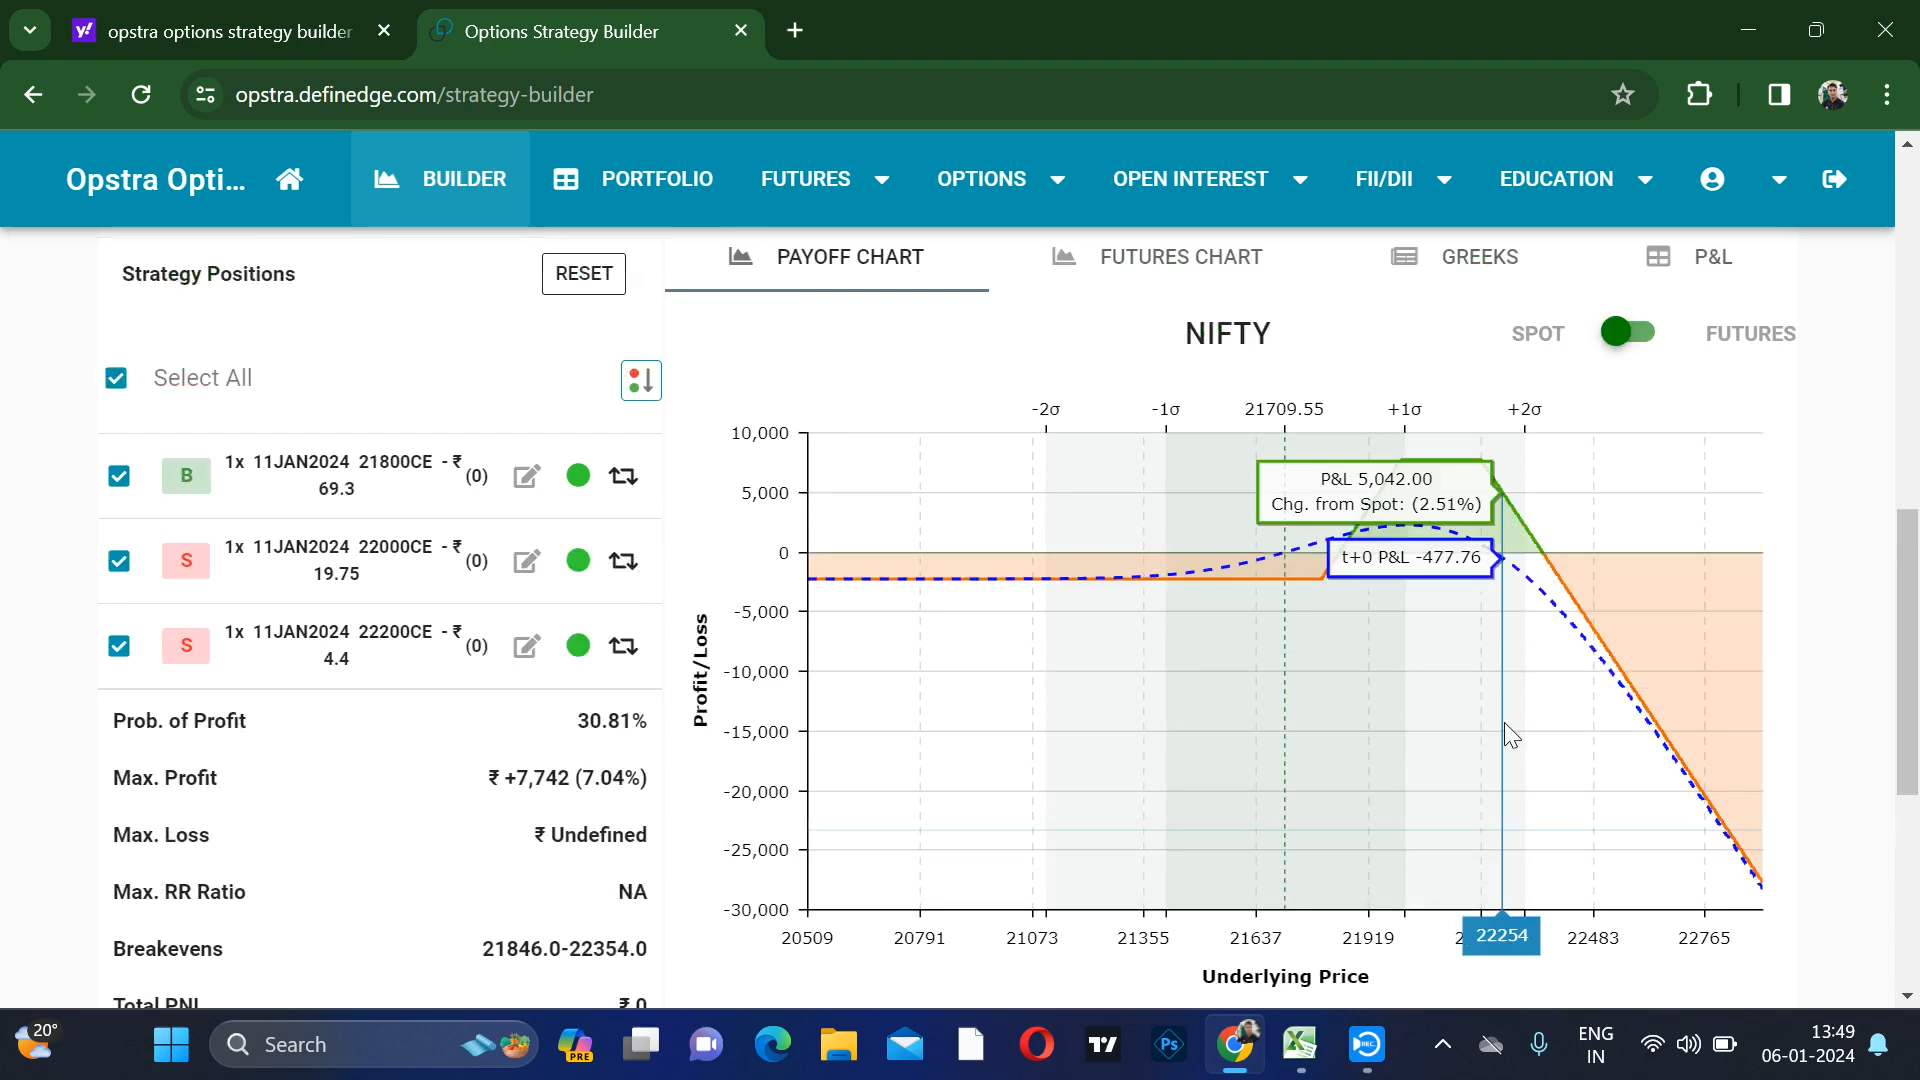 opstra options strategy builder
Options Strategy Builder
opstra.definedge.com/strategy-builder
Opstra Opti...
BUILDER
PORTFOLIO
FUTURES
OPTIONS
OPEN INTEREST
FII/DII
EDUCATION
Strategy Positions
RESET
PAYOFF CHART
FUTURES CHART
GREEKS
P&L
NIFTY
SPOT
FUTURES
Select All
B
1x 11JAN2024 21800CE - ₹
69.3
(0)
S
1x 11JAN2024 22000CE - ₹
19.75
(0)
S
1x 11JAN2024 22200CE - ₹
4.4
(0)
Prob. of Profit 30.81%
Max. Profit ₹ +7,742 (7.04%)
Max. Loss ₹ Undefined
Max. RR Ratio NA
Breakevens 21846.0-22354.0
Total PNL ₹ 0
-2σ -1σ 21709.55 +1σ +2σ
10,000
5,000
0
-5,000
-10,000
-15,000
-20,000
-25,000
-30,000
Profit/Loss
P&L 5,042.00
Chg. from Spot: (2.51%)
t+0 P&L -477.76
20509 20791 21073 21355 21637 21919 22254 22483 22765
Underlying Price
20°
Search
PRE
Ps
REC
ENG
IN
13:49
06-01-2024